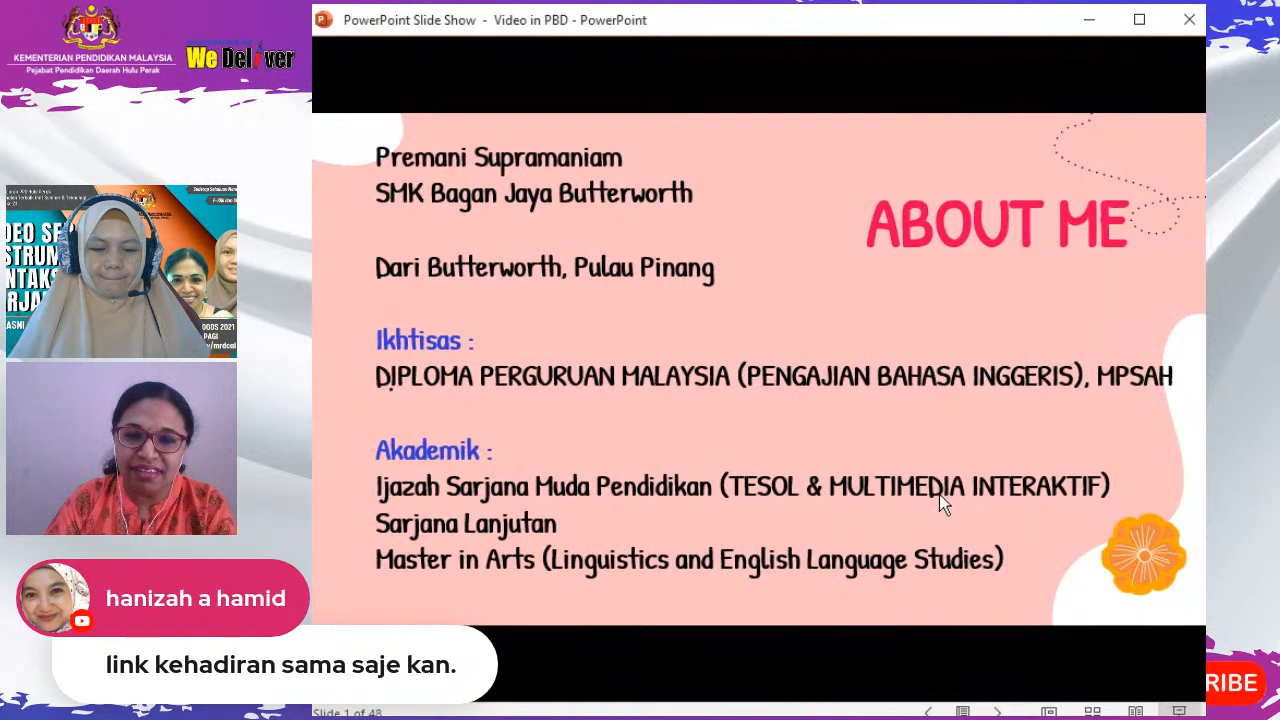 KEMENTERIAN PENDIDIKAN MALAYSIA
Pejabat Pendidikan Daerah Hulu Perak
We Deliver
PowerPoint Slide Show - Video in PBD - PowerPoint
Premani Supramaniam
SMK Bagan Jaya Butterworth
ABOUT ME
Dari Butterworth, Pulau Pinang
Ikhtisas :
DIPLOMA PERGURUAN MALAYSIA (PENGAJIAN BAHASA INGGERIS), MPSAH
Akademik :
Ijazah Sarjana Muda Pendidikan (TESOL & MULTIMEDIA INTERAKTIF)
Sarjana Lanjutan
Master in Arts (Linguistics and English Language Studies)
hanizah a hamid
link kehadiran sama saje kan.
RIBE
Slide 1 of 48